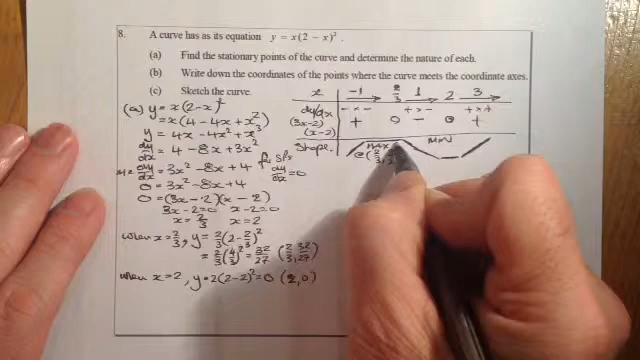 8. A curve has as its equation y = x(2 − x)².
(a) Find the stationary points of the curve and determine the nature of each.
(b) Write down the coordinates of the points where the curve meets the coordinate axes.
(c) Sketch the curve.
(a) y = x(2−x)²
= x(4 − 4x + x²)
y = 4x − 4x² + x³
dy/dx = 4 − 8x + 3x²
dy/dx = 3x² − 8x + 4
for SPs dy/dx = 0
0 = 3x² − 8x + 4
0 = (3x − 2)(x − 2)
3x − 2 = 0 x − 2 = 0
x = 2/3 x = 2
when x = 2/3, y = 2/3(2 − 2/3)²
= 2/3(4/3)² = 32/27 (2/3, 32/27)
when x = 2, y = 2(2−2)² = 0 (2, 0)
x −1 2/3 1 2 3
dy/dx − × − + × − + × +
(3x−2)(x−2) + 0 − 0 +
Shape. MAX MIN
@ (2/3,